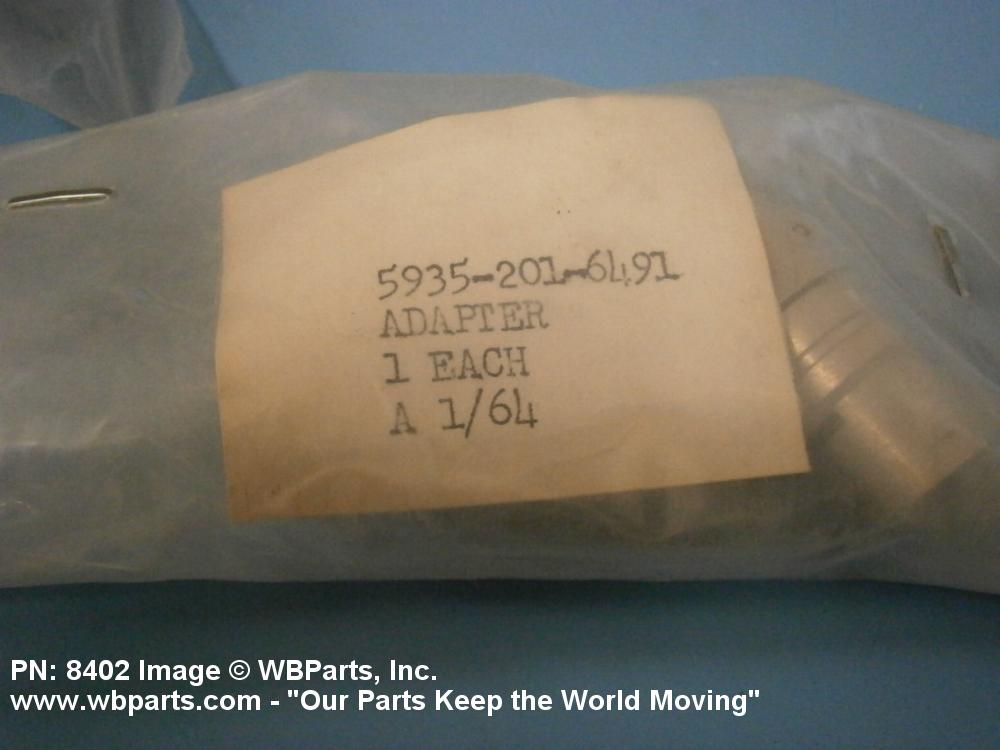 5935-201-6491
ADAPTER
1 EACH
A 1/64
PN: 8402 Image © WBParts, Inc.
www.wbparts.com - "Our Parts Keep the World Moving"